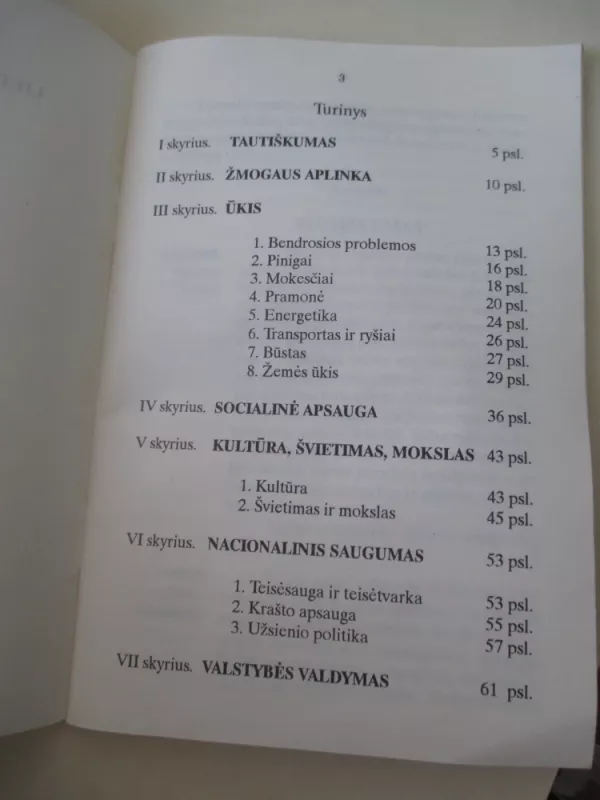 3
Turinys
I skyrius. TAUTIŠKUMAS 5 psl.
II skyrius. ŽMOGAUS APLINKA 10 psl.
III skyrius. ŪKIS
1. Bendrosios problemos 13 psl.
2. Pinigai 16 psl.
3. Mokesčiai 18 psl.
4. Pramonė 20 psl.
5. Energetika 24 psl.
6. Transportas ir ryšiai 26 psl.
7. Būstas 27 psl.
8. Žemės ūkis 29 psl.
IV skyrius. SOCIALINĖ APSAUGA 36 psl.
V skyrius. KULTŪRA, ŠVIETIMAS, MOKSLAS 43 psl.
1. Kultūra 43 psl.
2. Švietimas ir mokslas 45 psl.
VI skyrius. NACIONALINIS SAUGUMAS 53 psl.
1. Teisėsauga ir teisėtvarka 53 psl.
2. Krašto apsauga 55 psl.
3. Užsienio politika 57 psl.
VII skyrius. VALSTYBĖS VALDYMAS 61 psl.